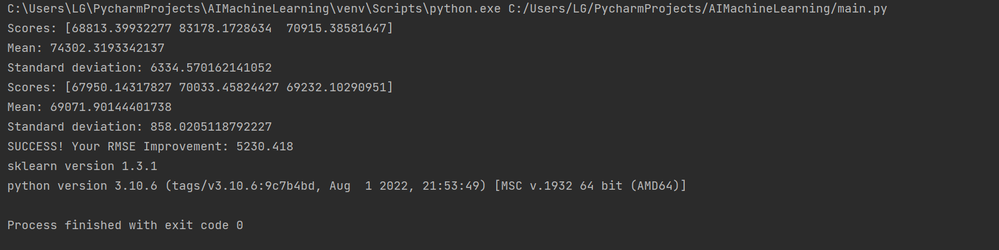 C:\Users\LG\PycharmProjects\AIMachineLearning\venv\Scripts\python.exe C:/Users/LG/PycharmProjects/AIMachineLearning/main.py
Scores: [68813.39932277 83178.1728634  70915.38581647]
Mean: 74302.3193342137
Standard deviation: 6334.570162141052
Scores: [67950.14317827 70033.45824427 69232.10290951]
Mean: 69071.90144401738
Standard deviation: 858.0205118792227
SUCCESS! Your RMSE Improvement: 5230.418
sklearn version 1.3.1
python version 3.10.6 (tags/v3.10.6:9c7b4bd, Aug  1 2022, 21:53:49) [MSC v.1932 64 bit (AMD64)]
Process finished with exit code 0